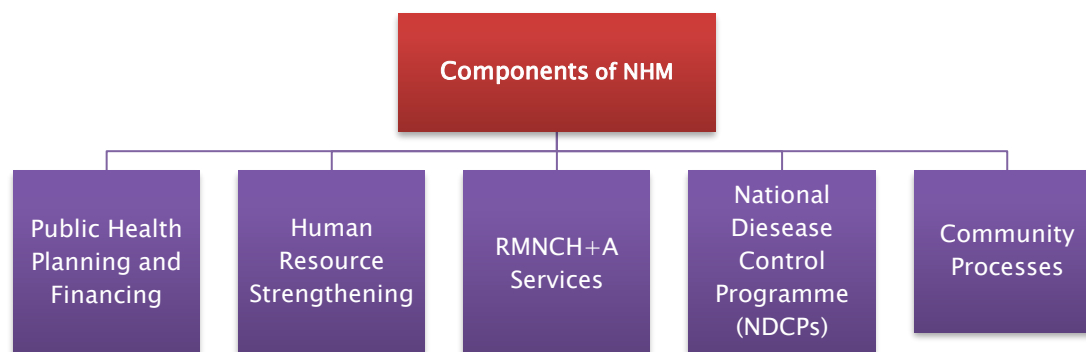 Components of NHM
Public Health
Planning and
Financing
Human
Resource
Strengthening
RMNCH+A
Services
National
Diesease
Control
Programme
(NDCPs)
Community
Processes